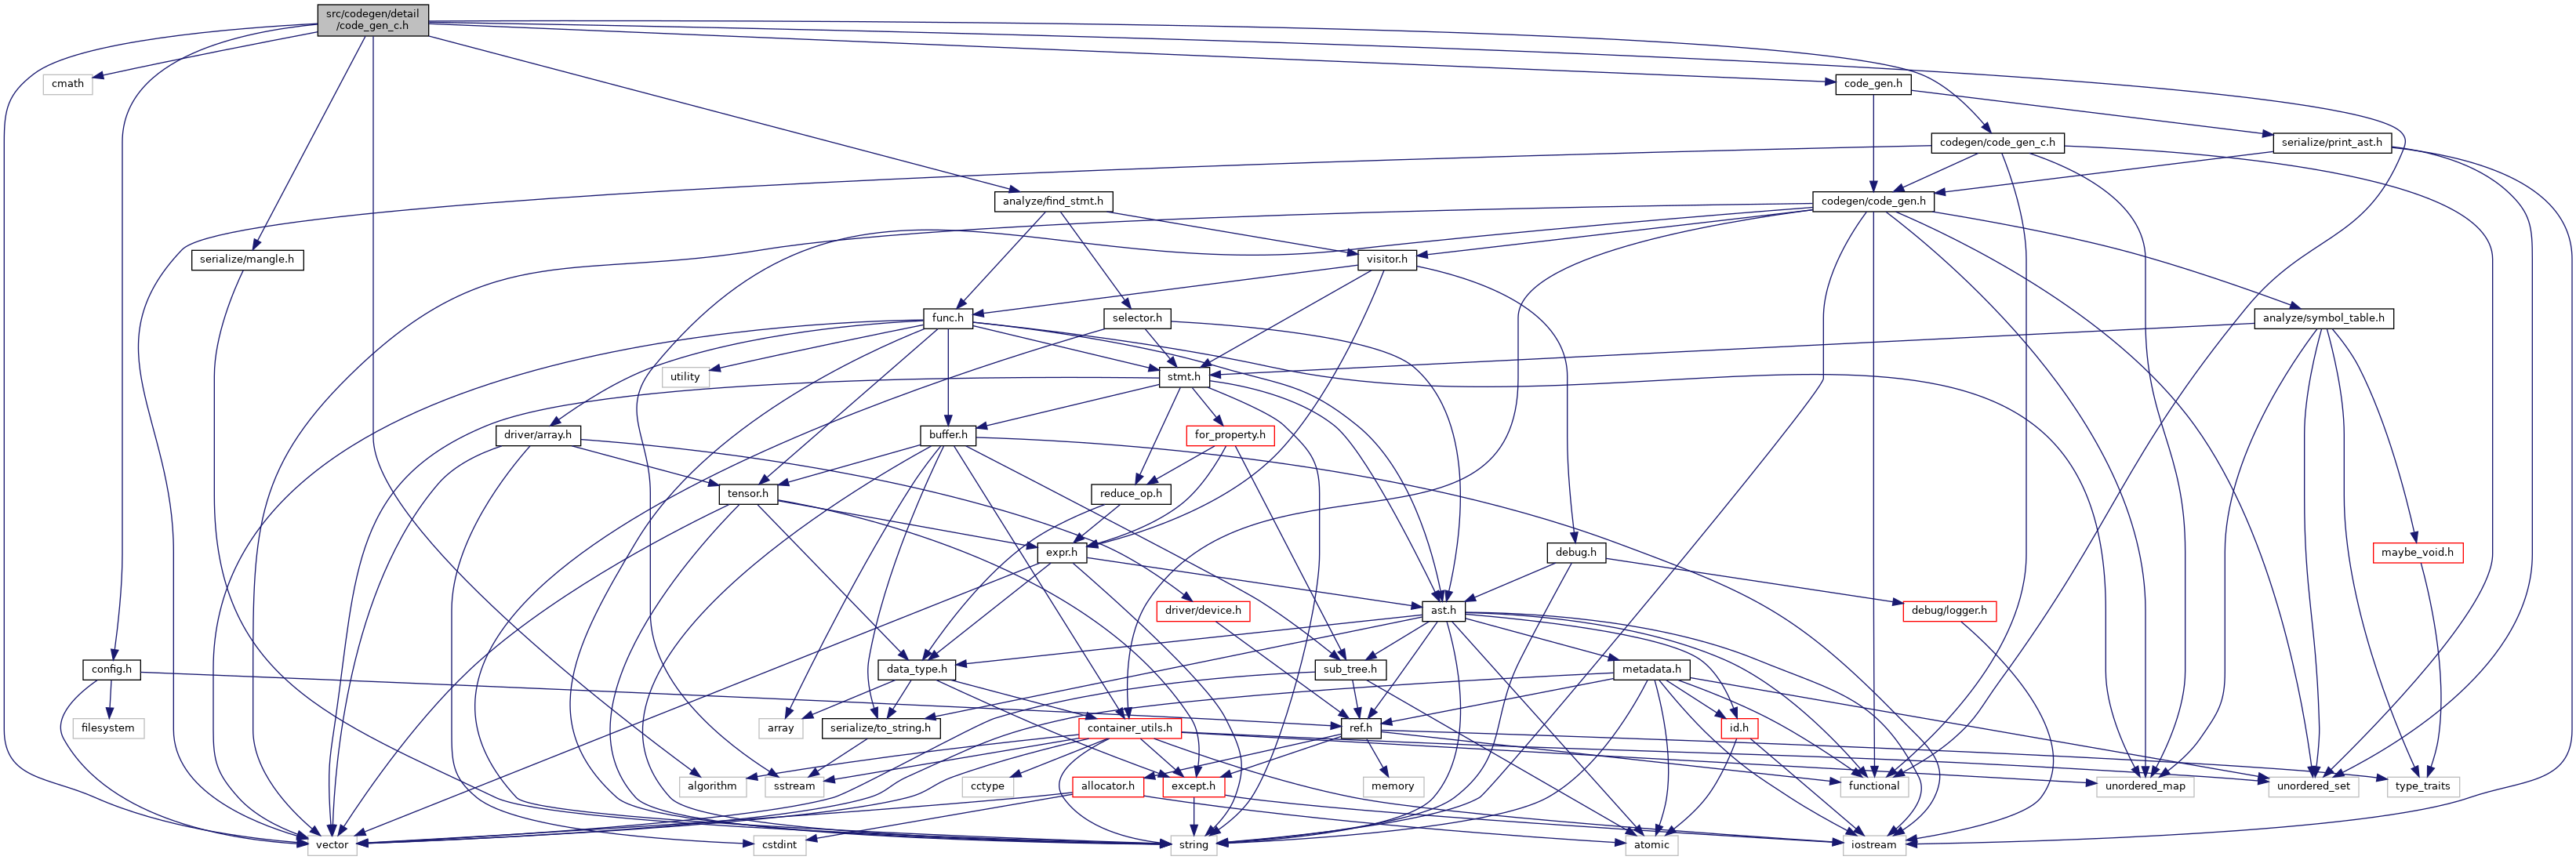 src/codegen/detail
/code_gen_c.h
cmath
code_gen.h
codegen/code_gen_c.h
serialize/print_ast.h
analyze/find_stmt.h
codegen/code_gen.h
serialize/mangle.h
visitor.h
func.h
selector.h
analyze/symbol_table.h
utility
stmt.h
driver/array.h
buffer.h
for_property.h
tensor.h
reduce_op.h
expr.h
debug.h
maybe_void.h
driver/device.h
ast.h
debug/logger.h
config.h
data_type.h
sub_tree.h
metadata.h
filesystem
array
serialize/to_string.h
container_utils.h
ref.h
id.h
algorithm
sstream
cctype
allocator.h
except.h
memory
functional
unordered_map
unordered_set
type_traits
vector
cstdint
string
atomic
iostream